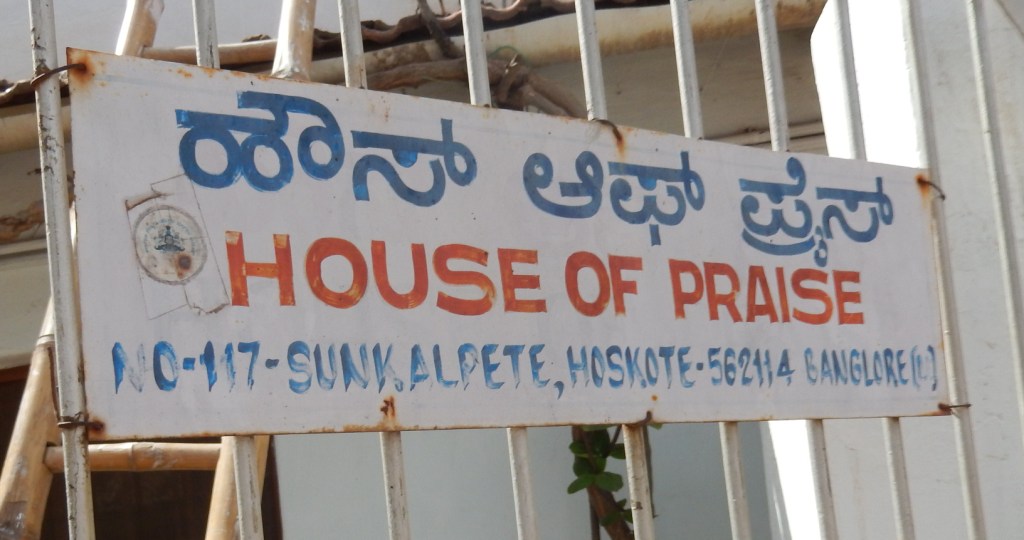 ಹೌಸ್ ಆಫ್ ಪ್ರೈಸ್
HOUSE OF PRAISE
NO-117-SUNKALPETE, HOSKOTE-562114 BANGLORE